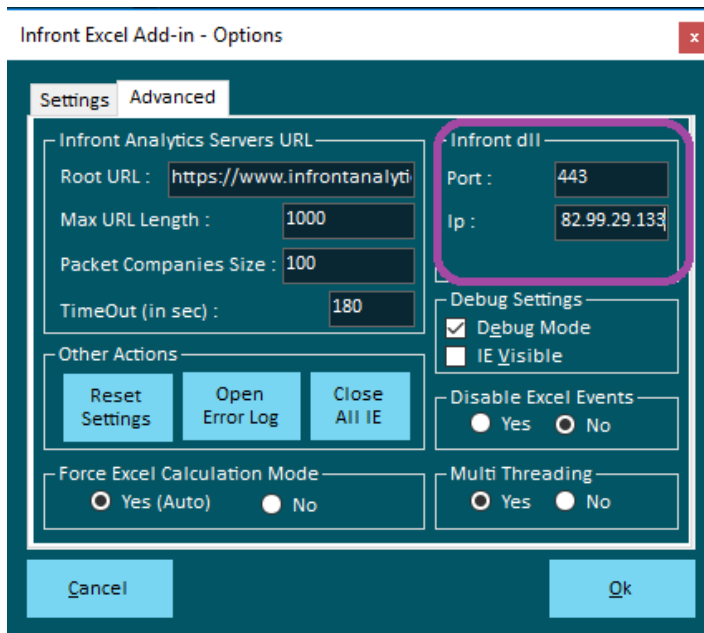 Infront Excel Add-in - Options
x
Settings
Advanced
Infront Analytics Servers URL
Root URL : https://www.infrontanalyti
Max URL Length : 1000
Packet Companies Size : 100
TimeOut (in sec) : 180
Infront dll
Port : 443
Ip : 82.99.29.133
Debug Settings
Debug Mode
IE Visible
Other Actions
Reset
Settings
Open
Error Log
Close
All IE
Disable Excel Events
Yes No
Force Excel Calculation Mode
Yes (Auto) No
Multi Threading
Yes No
Cancel
Ok